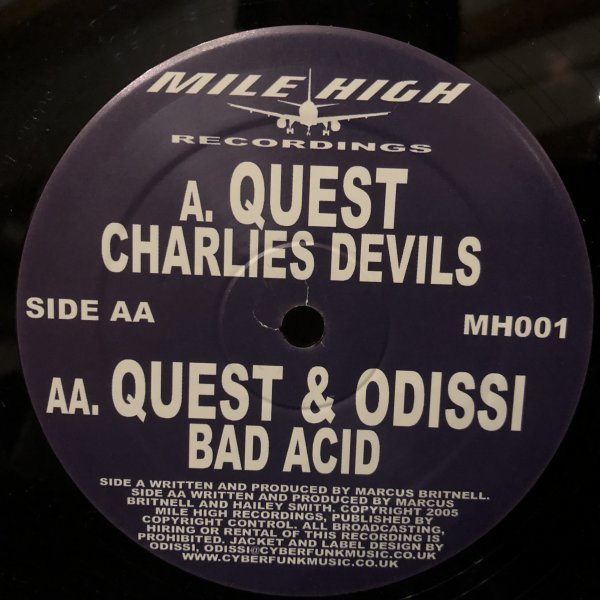 MILE HIGH
RECORDINGS
A. QUEST
CHARLIES DEVILS
SIDE AA
MH001
AA. QUEST & ODISSI
BAD ACID
SIDE A WRITTEN AND PRODUCED BY MARCUS BRITNELL.
SIDE AA WRITTEN AND PRODUCED BY MARCUS
BRITNELL AND HAILEY SMITH. COPYRIGHT 2005
MILE HIGH RECORDINGS, PUBLISHED BY
COPYRIGHT CONTROL. ALL BROADCASTING,
HIRING OR RENTAL OF THIS RECORDING IS
PROHIBITED. JACKET AND LABEL DESIGN BY
ODISSI, ODISSI@CYBERFUNKMUSIC.CO.UK
WWW.CYBERFUNKMUSIC.CO.UK